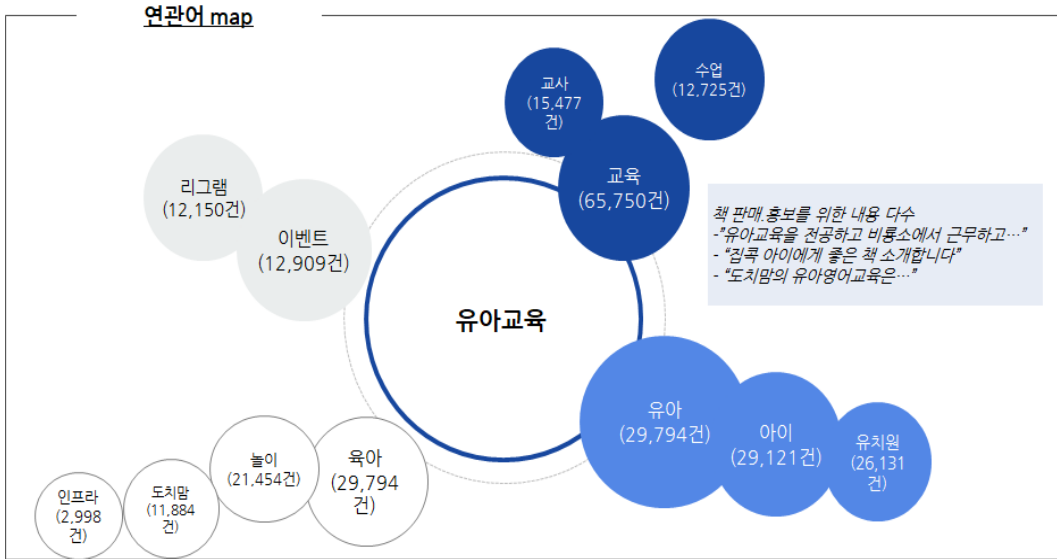 연관어 map
교사
(15,477
건)
수업
(12,725건)
교육
(65,750건)
리그램
(12,150건)
이벤트
(12,909건)
책 판매.홍보를 위한 내용 다수
-"유아교육을 전공하고 비룡소에서 근무하고…"
- "집콕 아이에게 좋은 책 소개합니다"
- "도치맘의 유아영어교육은…"
유아교육
유아
(29,794건)
아이
(29,121건)
유치원
(26,131
건)
육아
(29,794
건)
놀이
(21,454건)
도치맘
(11,884
건)
인프라
(2,998
건)